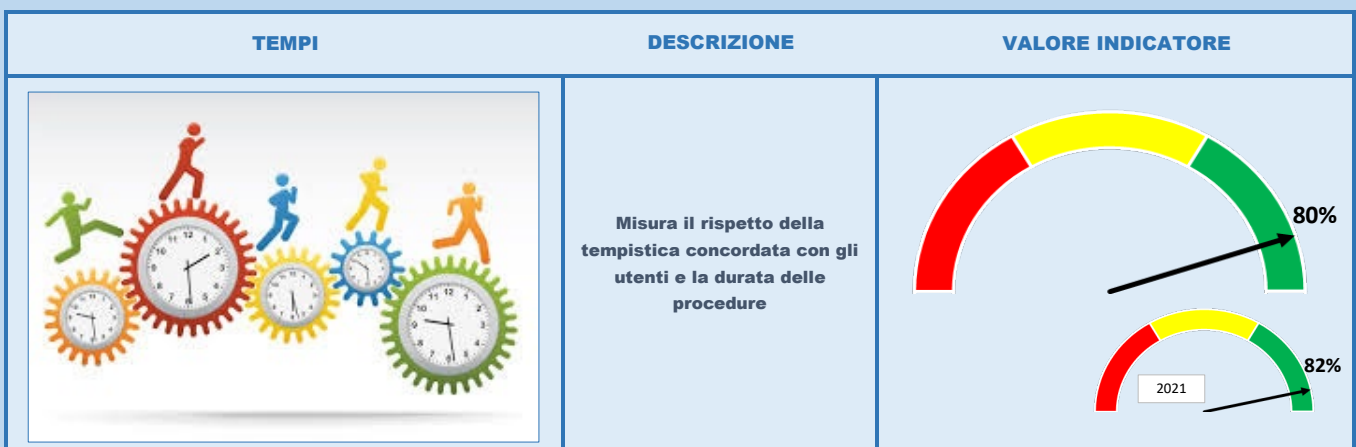 TEMPI
DESCRIZIONE
VALORE INDICATORE
Misura il rispetto della
tempistica concordata con gli
utenti e la durata delle
procedure
80%
82%
2021